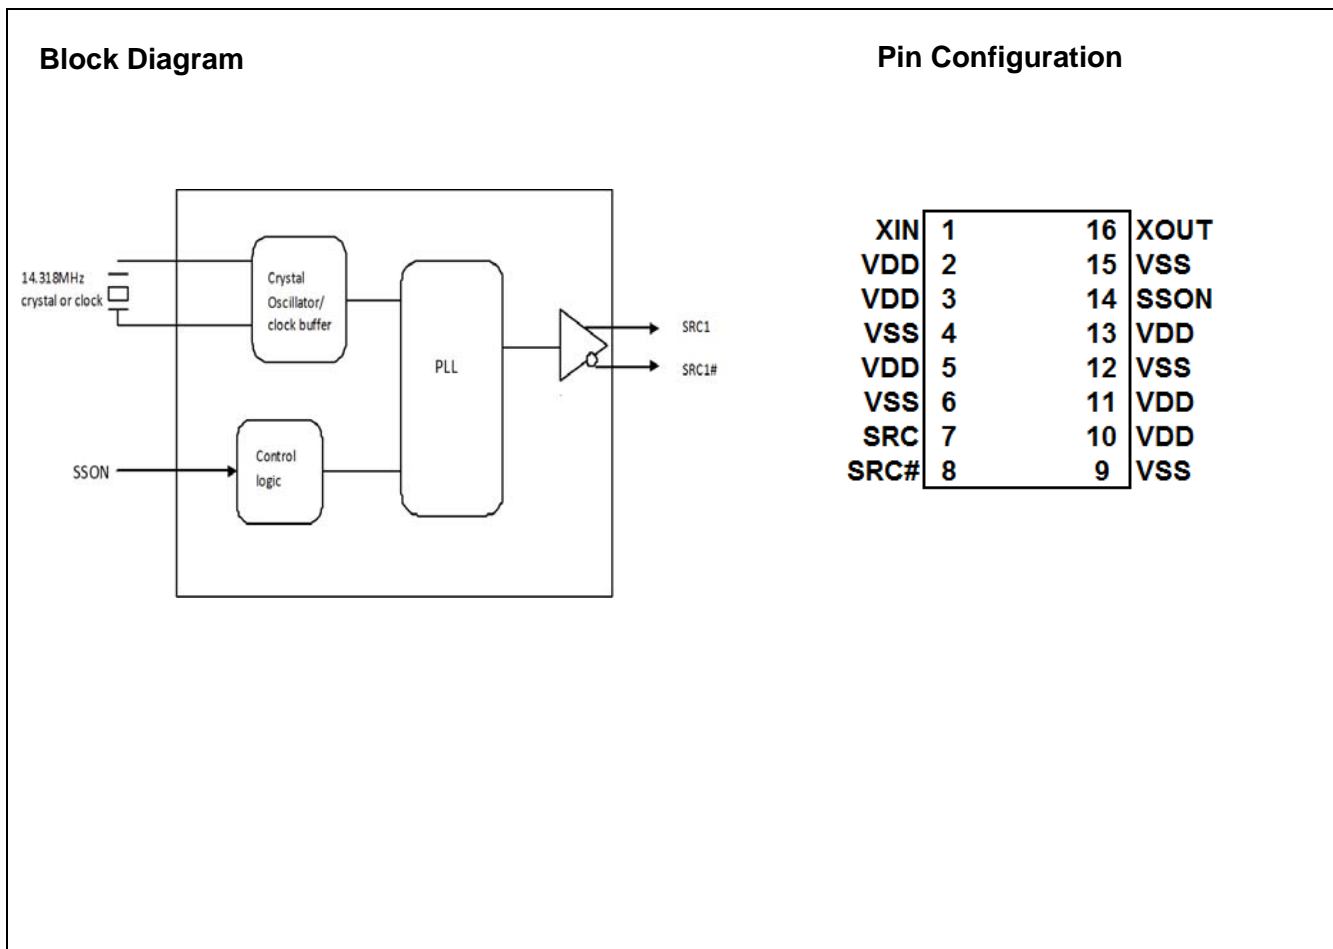 Block Diagram
Pin Configuration
14.318MHz
crystal or clock
Crystal
Oscillator/
clock buffer
PLL
SRC1
SRC1#
SSON
Control
logic
XIN 1 16 XOUT
VDD 2 15 VSS
VDD 3 14 SSON
VSS 4 13 VDD
VDD 5 12 VSS
VSS 6 11 VDD
SRC 7 10 VDD
SRC# 8 9 VSS